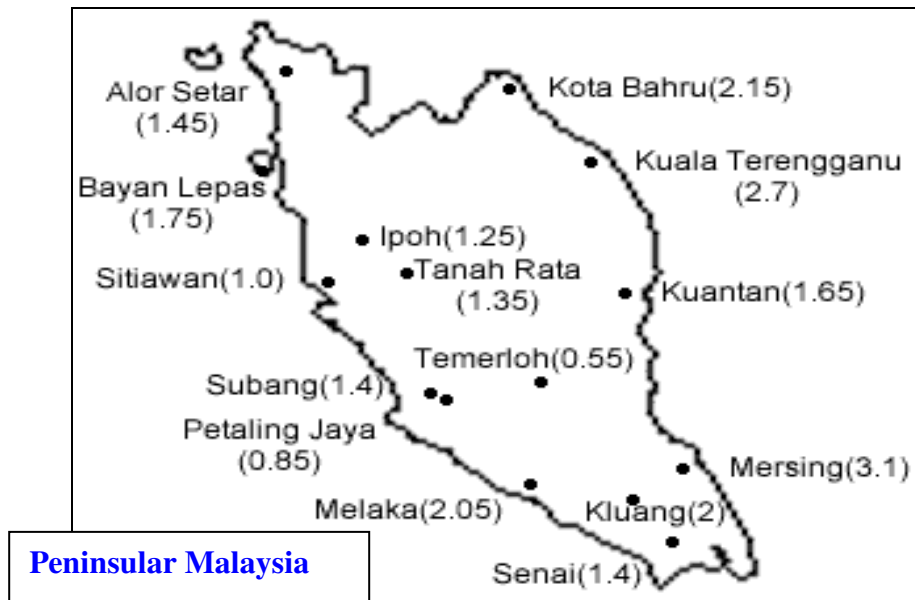 Alor Setar
(1.45)
Kota Bahru(2.15)
Kuala Terengganu
(2.7)
Bayan Lepas
(1.75)
Ipoh(1.25)
Tanah Rata
(1.35)
Sitiawan(1.0)
Kuantan(1.65)
Temerloh(0.55)
Subang(1.4)
Petaling Jaya
(0.85)
Mersing(3.1)
Melaka(2.05)
Kluang(2)
Senai(1.4)
Peninsular Malaysia